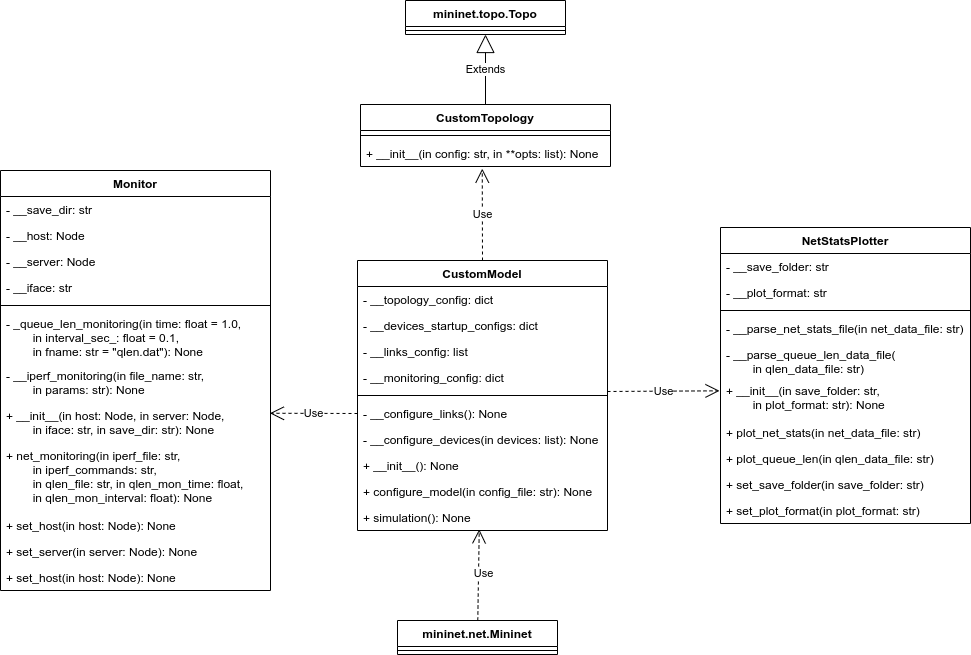 mininet.topo.Topo
Extends
CustomTopology
+ __init__(in config: str, in **opts: list): None
Use
Monitor
- __save_dir: str
- __host: Node
- __server: Node
- __iface: str
- _queue_len_monitoring(in time: float = 1.0,
in interval_sec_: float = 0.1,
in fname: str = "qlen.dat"): None
- __iperf_monitoring(in file_name: str,
in params: str): None
+ __init__(in host: Node, in server: Node,
in iface: str, in save_dir: str): None
+ net_monitoring(in iperf_file: str,
in iperf_commands: str,
in qlen_file: str, in qlen_mon_time: float,
in qlen_mon_interval: float): None
+ set_host(in host: Node): None
+ set_server(in server: Node): None
+ set_host(in host: Node): None
Use
CustomModel
- __topology_config: dict
- __devices_startup_configs: dict
- __links_config: list
- __monitoring_config: dict
- __configure_links(): None
- __configure_devices(in devices: list): None
+ __init__(): None
+ configure_model(in config_file: str): None
+ simulation(): None
Use
NetStatsPlotter
- __save_folder: str
- __plot_format: str
- __parse_net_stats_file(in net_data_file: str)
- __parse_queue_len_data_file(
in qlen_data_file: str)
+ __init__(in save_folder: str,
in plot_format: str): None
+ plot_net_stats(in net_data_file: str)
+ plot_queue_len(in qlen_data_file: str)
+ set_save_folder(in save_folder: str)
+ set_plot_format(in plot_format: str)
Use
mininet.net.Mininet